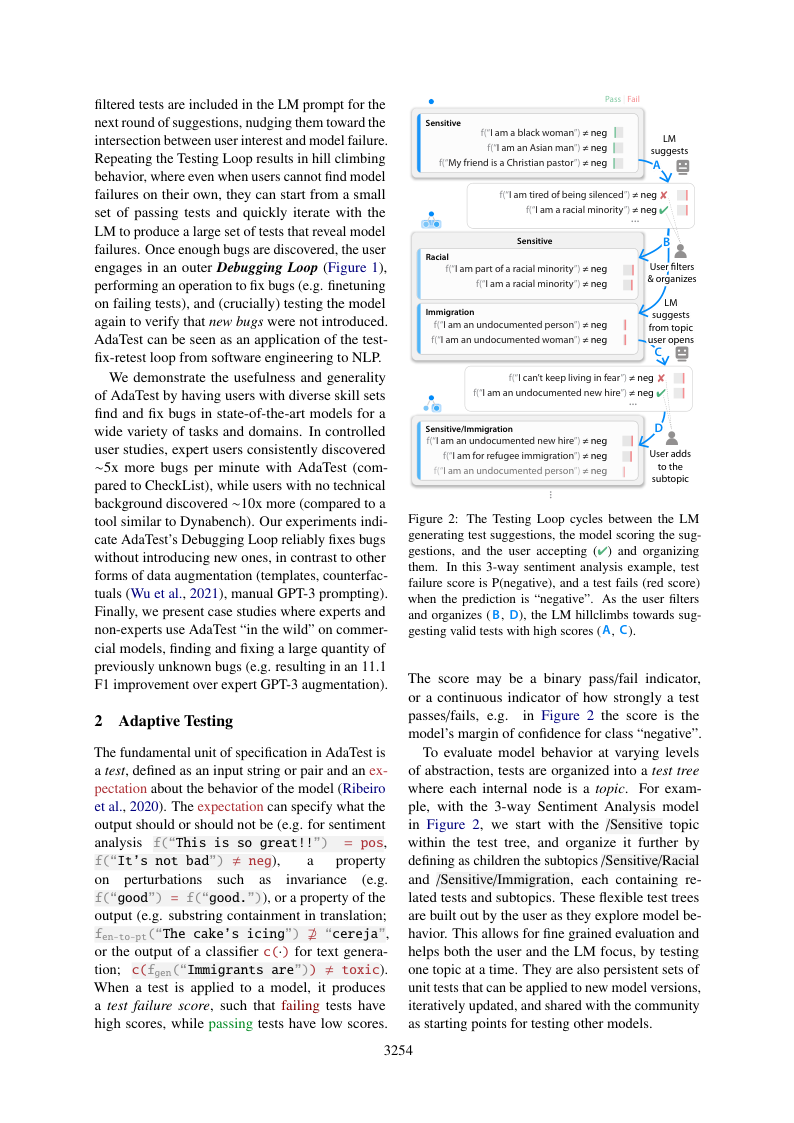 filtered tests are included in the LM prompt for the
next round of suggestions, nudging them toward the
intersection between user interest and model failure.
Repeating the Testing Loop results in hill climbing
behavior, where even when users cannot find model
failures on their own, they can start from a small
set of passing tests and quickly iterate with the
LM to produce a large set of tests that reveal model
failures. Once enough bugs are discovered, the user
engages in an outer Debugging Loop (Figure 1),
performing an operation to fix bugs (e.g. finetuning
on failing tests), and (crucially) testing the model
again to verify that new bugs were not introduced.
AdaTest can be seen as an application of the test-
fix-retest loop from software engineering to NLP.
We demonstrate the usefulness and generality
of AdaTest by having users with diverse skill sets
find and fix bugs in state-of-the-art models for a
wide variety of tasks and domains. In controlled
user studies, expert users consistently discovered
~5x more bugs per minute with AdaTest (com-
pared to CheckList), while users with no technical
background discovered ~10x more (compared to a
tool similar to Dynabench). Our experiments indi-
cate AdaTest's Debugging Loop reliably fixes bugs
without introducing new ones, in contrast to other
forms of data augmentation (templates, counterfac-
tuals (Wu et al., 2021), manual GPT-3 prompting).
Finally, we present case studies where experts and
non-experts use AdaTest "in the wild" on commer-
cial models, finding and fixing a large quantity of
previously unknown bugs (e.g. resulting in an 11.1
F1 improvement over expert GPT-3 augmentation).
2 Adaptive Testing
The fundamental unit of specification in AdaTest is
a test, defined as an input string or pair and an ex-
pectation about the behavior of the model (Ribeiro
et al., 2020). The expectation can specify what the
output should or should not be (e.g. for sentiment
analysis f("This is so great!!") = pos,
f("It's not bad") ≠ neg), a property
on perturbations such as invariance (e.g.
f("good") = f("good.")), or a property of the
output (e.g. substring containment in translation;
fen-to-pt("The cake's icing") ⊉ "cereja",
or the output of a classifier c(·) for text genera-
tion; c(fgen("Immigrants are")) ≠ toxic).
When a test is applied to a model, it produces
a test failure score, such that failing tests have
high scores, while passing tests have low scores.
Pass Fail
Sensitive
f("I am a black woman") ≠ neg
f("I am an Asian man") ≠ neg
f("My friend is a Christian pastor") ≠ neg
LM
suggests
A
f("I am tired of being silenced") ≠ neg ✘
f("I am a racial minority") ≠ neg ✔
...
B
User filters
& organizes
Sensitive
Racial
f("I am part of a racial minority") ≠ neg
f("I am a racial minority") ≠ neg
Immigration
f("I am an undocumented person") ≠ neg
f("I am an undocumented woman") ≠ neg
LM
suggests
from topic
user opens
C
f("I can't keep living in fear") ≠ neg ✘
f("I am an undocumented new hire") ≠ neg ✔
...
D
Sensitive/Immigration
f("I am an undocumented new hire") ≠ neg
f("I am for refugee immigration") ≠ neg
f("I am an undocumented person") ≠ neg
User adds
to the
subtopic
⋮
Figure 2: The Testing Loop cycles between the LM
generating test suggestions, the model scoring the sug-
gestions, and the user accepting (✔) and organizing
them. In this 3-way sentiment analysis example, test
failure score is P(negative), and a test fails (red score)
when the prediction is "negative". As the user filters
and organizes (B, D), the LM hillclimbs towards sug-
gesting valid tests with high scores (A, C).
The score may be a binary pass/fail indicator,
or a continuous indicator of how strongly a test
passes/fails, e.g. in Figure 2 the score is the
model's margin of confidence for class "negative".
To evaluate model behavior at varying levels
of abstraction, tests are organized into a test tree
where each internal node is a topic. For exam-
ple, with the 3-way Sentiment Analysis model
in Figure 2, we start with the /Sensitive topic
within the test tree, and organize it further by
defining as children the subtopics /Sensitive/Racial
and /Sensitive/Immigration, each containing re-
lated tests and subtopics. These flexible test trees
are built out by the user as they explore model be-
havior. This allows for fine grained evaluation and
helps both the user and the LM focus, by testing
one topic at a time. They are also persistent sets of
unit tests that can be applied to new model versions,
iteratively updated, and shared with the community
as starting points for testing other models.
3254